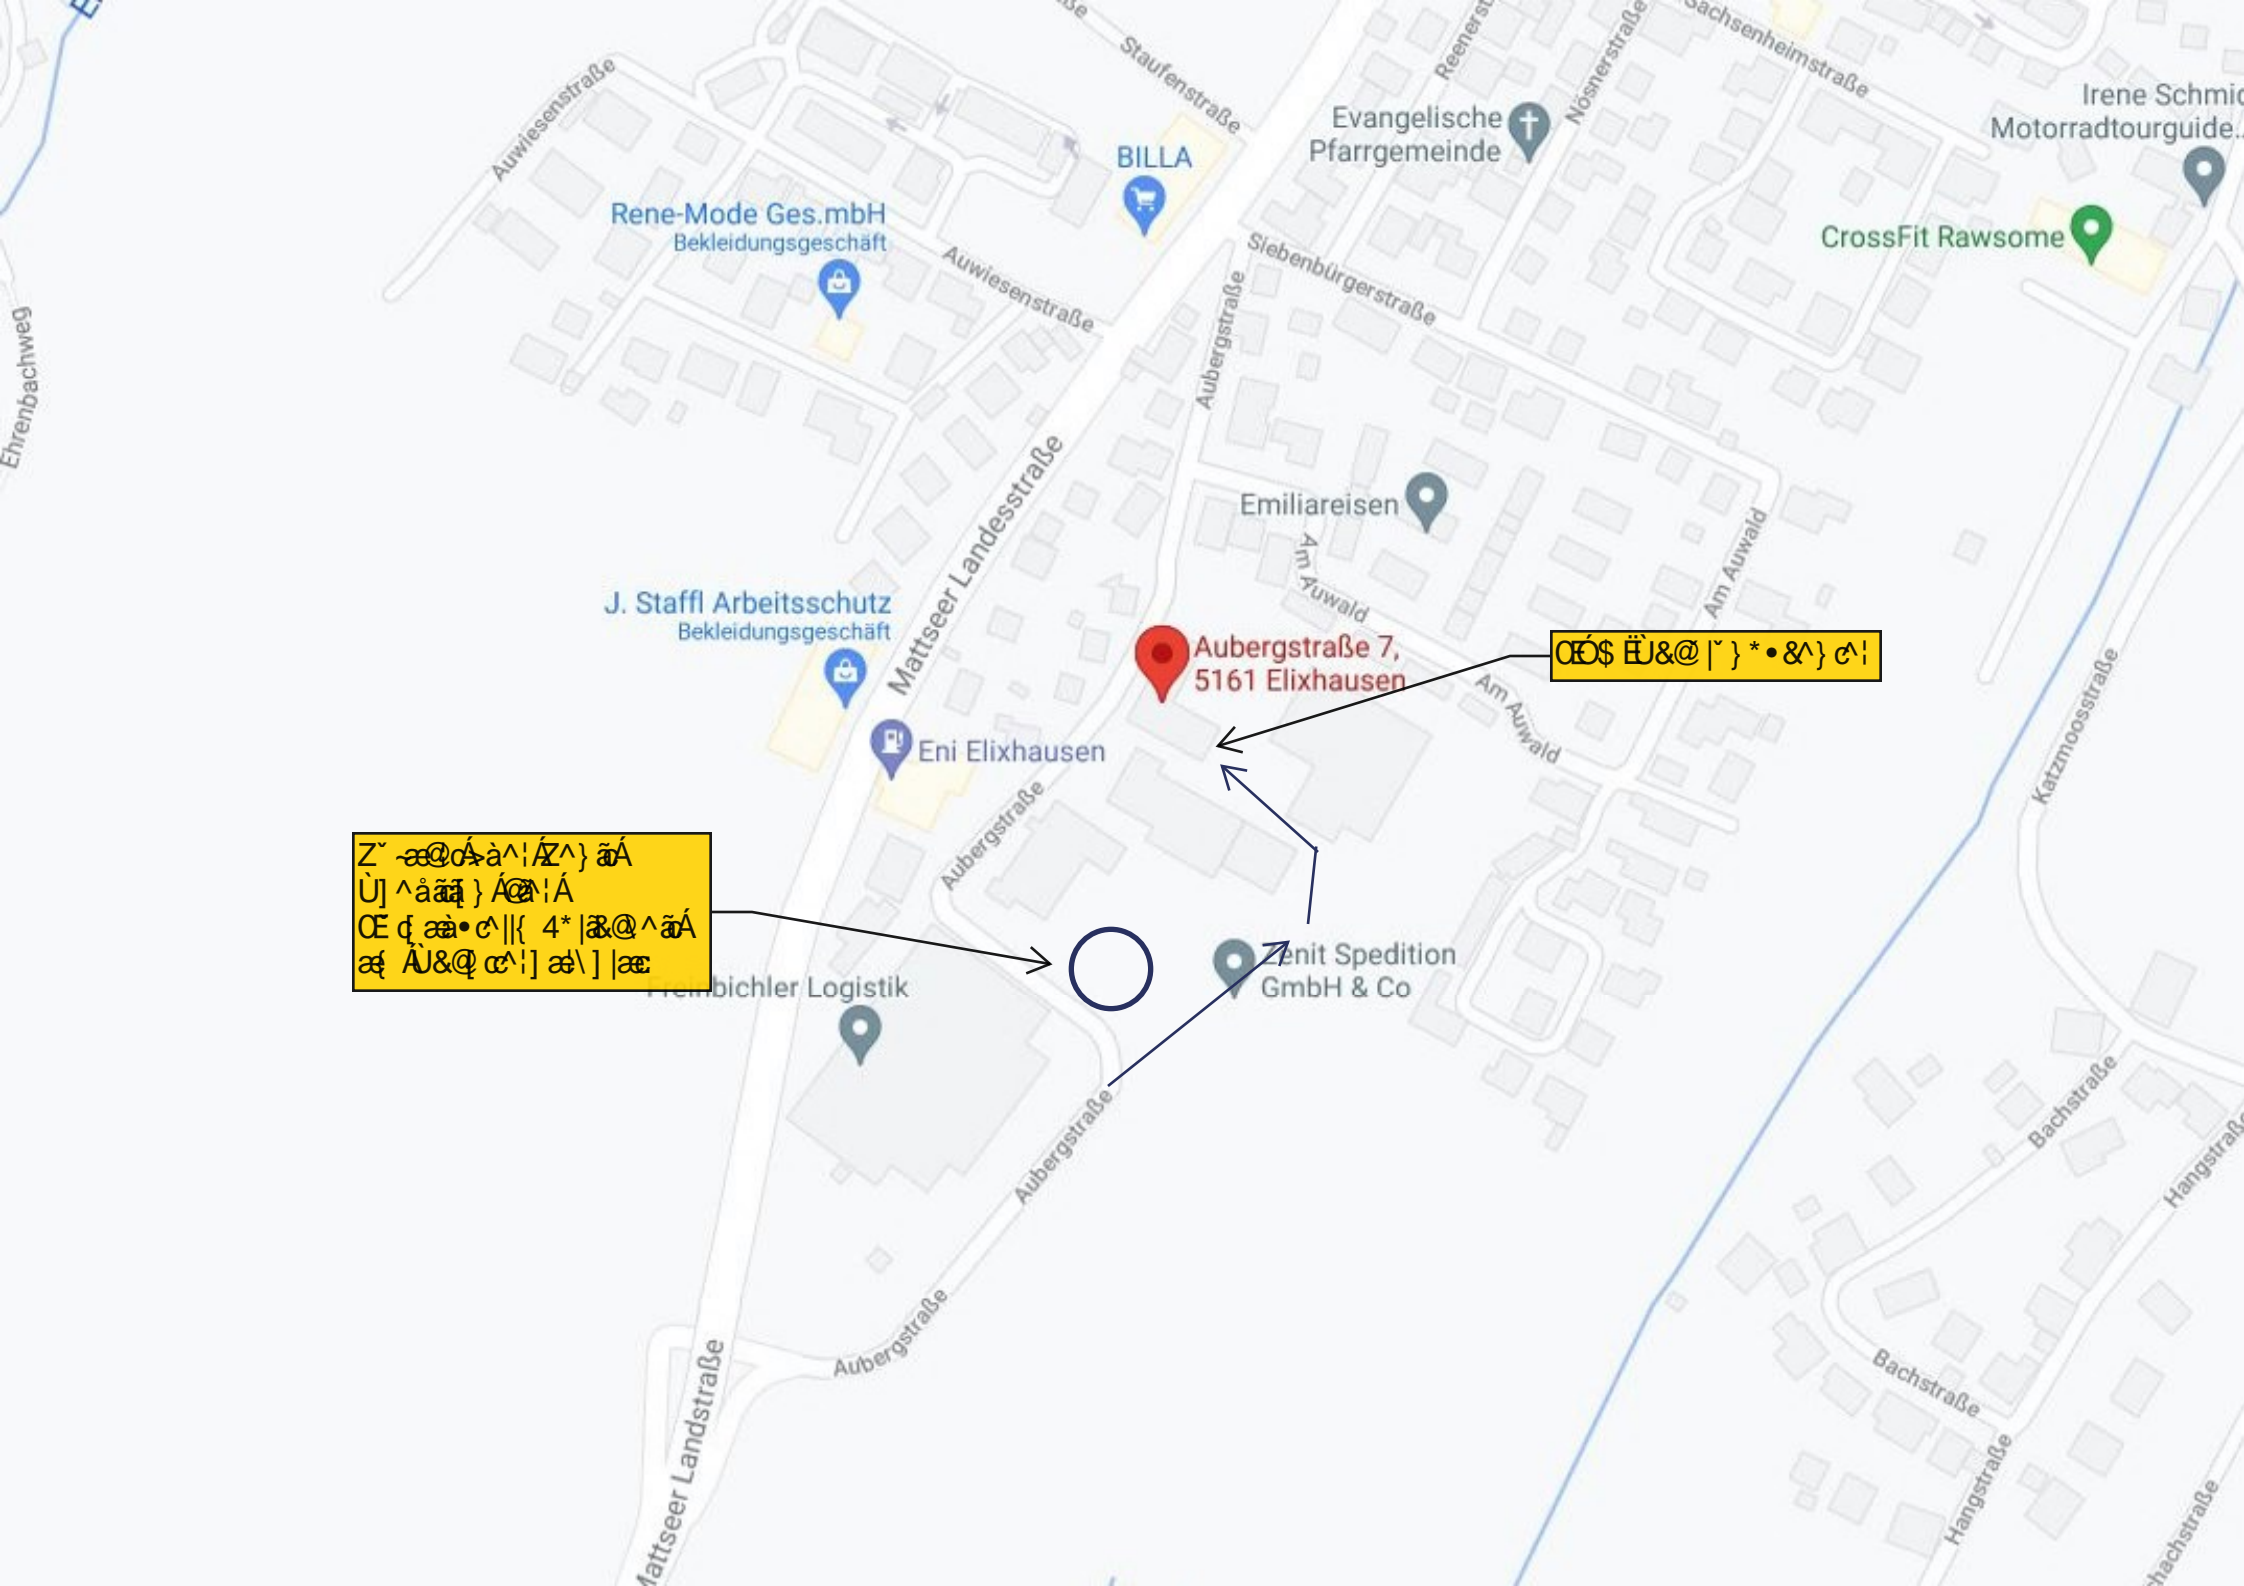 Staufenstraße
Reenerst
Nösnerstraße
Sachsenheimstraße
Auwiesenstraße
BILLA
Evangelische
Pfarrgemeinde
Irene Schmid
Motorradtourguide...
Rene-Mode Ges.mbH
Bekleidungsgeschäft
CrossFit Rawsome
Auwiesenstraße
Siebenbürgerstraße
Aubergstraße
Ehrenbachweg
Mattseer Landesstraße
Emiliareisen
Am Auwald
Am Auwald
J. Staffl Arbeitsschutz
Bekleidungsgeschäft
Aubergstraße 7,
5161 Elixhausen
Am Auwald
Katzmoosstraße
Eni Elixhausen
Aubergstraße
Freinbichler Logistik
Zenit Spedition
GmbH & Co
Aubergstraße
Bachstraße
Hangstraße
Aubergstraße
Mattseer Landstraße
Bachstraße
Hangstraße